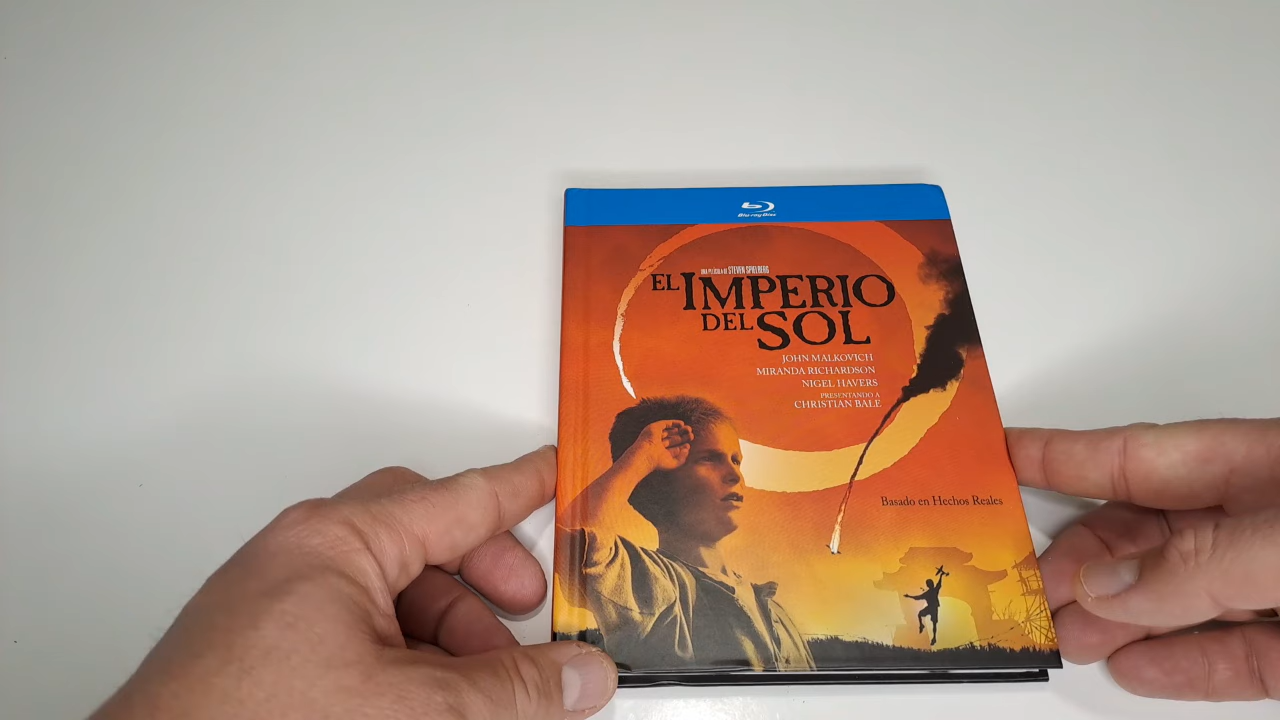 Blu-ray Disc
UNA PELÍCULA DE STEVEN SPIELBERG
EL IMPERIO
DEL SOL
JOHN MALKOVICH
MIRANDA RICHARDSON
NIGEL HAVERS
PRESENTANDO A
CHRISTIAN BALE
Basado en Hechos Reales